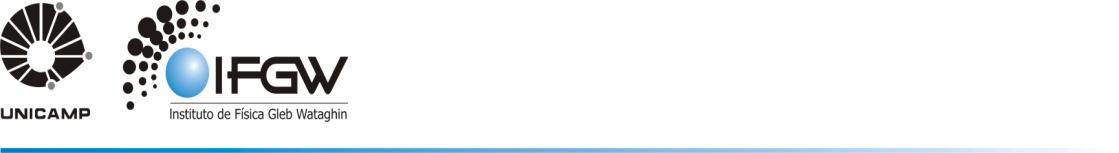 IFGW
UNICAMP
Instituto de Física Gleb Wataghin